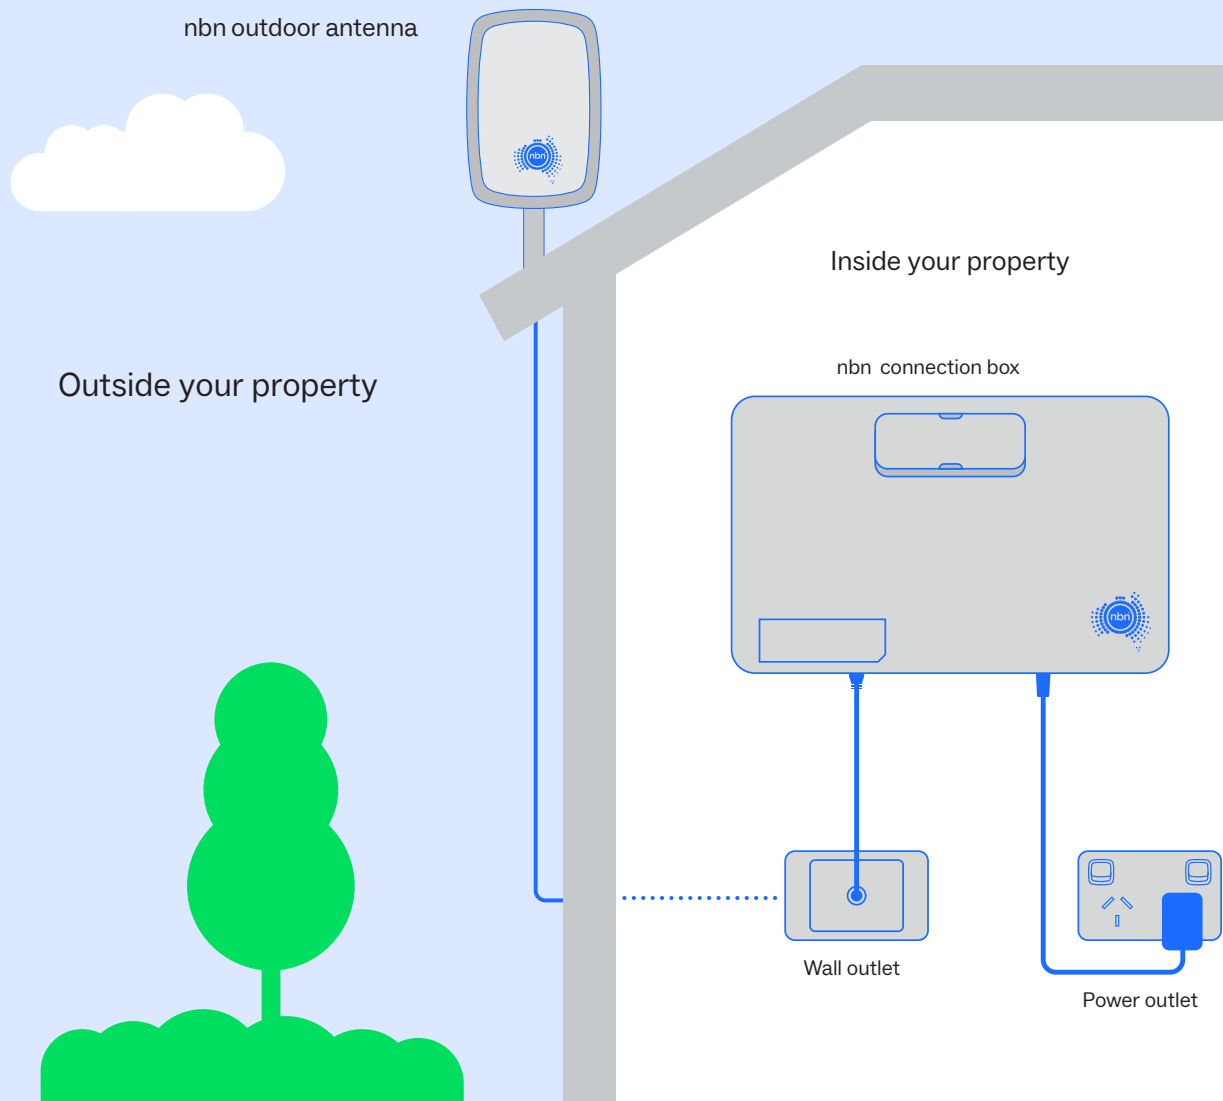 nbn outdoor antenna
nbn
Inside your property
nbn connection box
Outside your property
nbn
Wall outlet
Power outlet